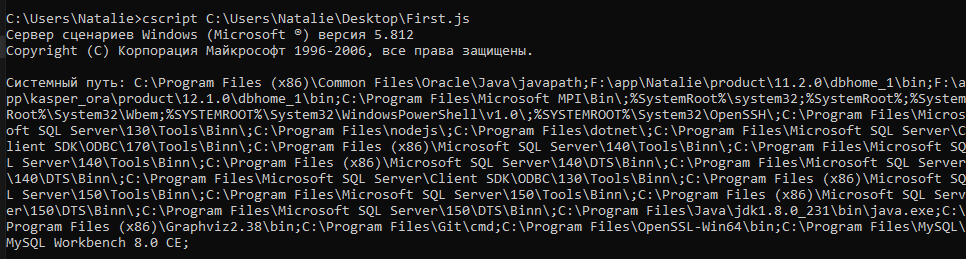 C:\Users\Natalie>cscript C:\Users\Natalie\Desktop\First.js
Сервер сценариев Windows (Microsoft ®) версия 5.812
Copyright (C) Корпорация Майкрософт 1996-2006, все права защищены.

Системный путь: C:\Program Files (x86)\Common Files\Oracle\Java\javapath;F:\app\Natalie\product\11.2.0\dbhome_1\bin;F:\a
pp\kasper_ora\product\12.1.0\dbhome_1\bin;C:\Program Files\Microsoft MPI\Bin\;%SystemRoot%\system32;%SystemRoot%;%System
Root%\System32\Wbem;%SYSTEMROOT%\System32\WindowsPowerShell\v1.0\;%SYSTEMROOT%\System32\OpenSSH\;C:\Program Files\Micros
oft SQL Server\130\Tools\Binn\;C:\Program Files\nodejs\;C:\Program Files\dotnet\;C:\Program Files\Microsoft SQL Server\C
lient SDK\ODBC\170\Tools\Binn\;C:\Program Files (x86)\Microsoft SQL Server\140\Tools\Binn\;C:\Program Files\Microsoft SQ
L Server\140\Tools\Binn\;C:\Program Files (x86)\Microsoft SQL Server\140\DTS\Binn\;C:\Program Files\Microsoft SQL Server
\140\DTS\Binn\;C:\Program Files\Microsoft SQL Server\Client SDK\ODBC\130\Tools\Binn\;C:\Program Files (x86)\Microsoft SQ
L Server\150\Tools\Binn\;C:\Program Files\Microsoft SQL Server\150\Tools\Binn\;C:\Program Files (x86)\Microsoft SQL Serv
er\150\DTS\Binn\;C:\Program Files\Microsoft SQL Server\150\DTS\Binn\;C:\Program Files\Java\jdk1.8.0_231\bin\java.exe;C:\
Program Files (x86)\Graphviz2.38\bin;C:\Program Files\Git\cmd;C:\Program Files\OpenSSL-Win64\bin;C:\Program Files\MySQL\
MySQL Workbench 8.0 CE;